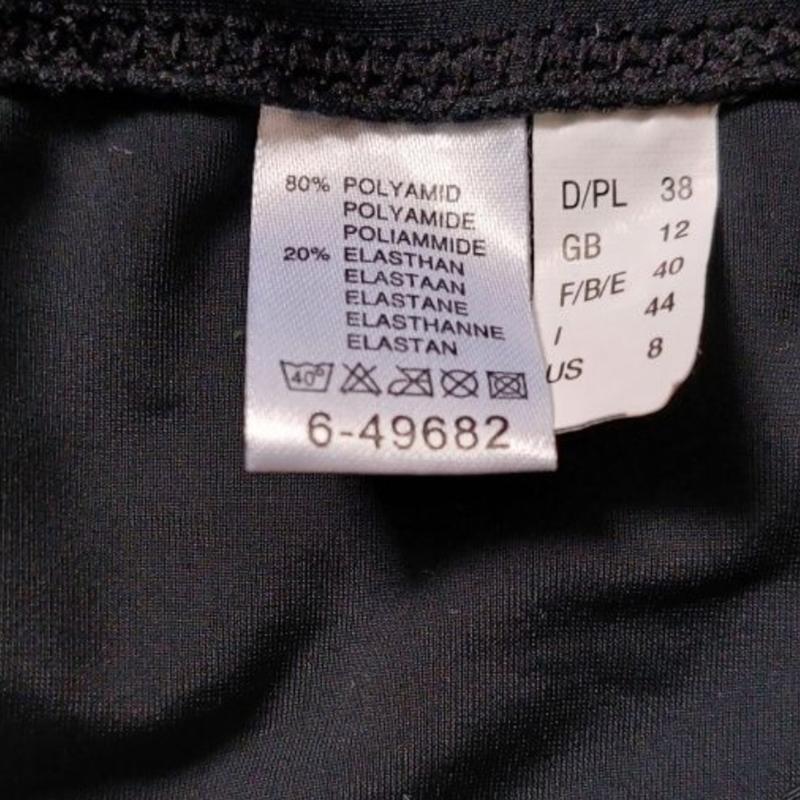 80% POLYAMID
POLYAMIDE
POLIAMMIDE
20% ELASTHAN
ELASTAAN
ELASTANE
ELASTHANNE
ELASTAN
40°
6-49682
D/PL 38
GB 12
F/B/E 40
I 44
US 8